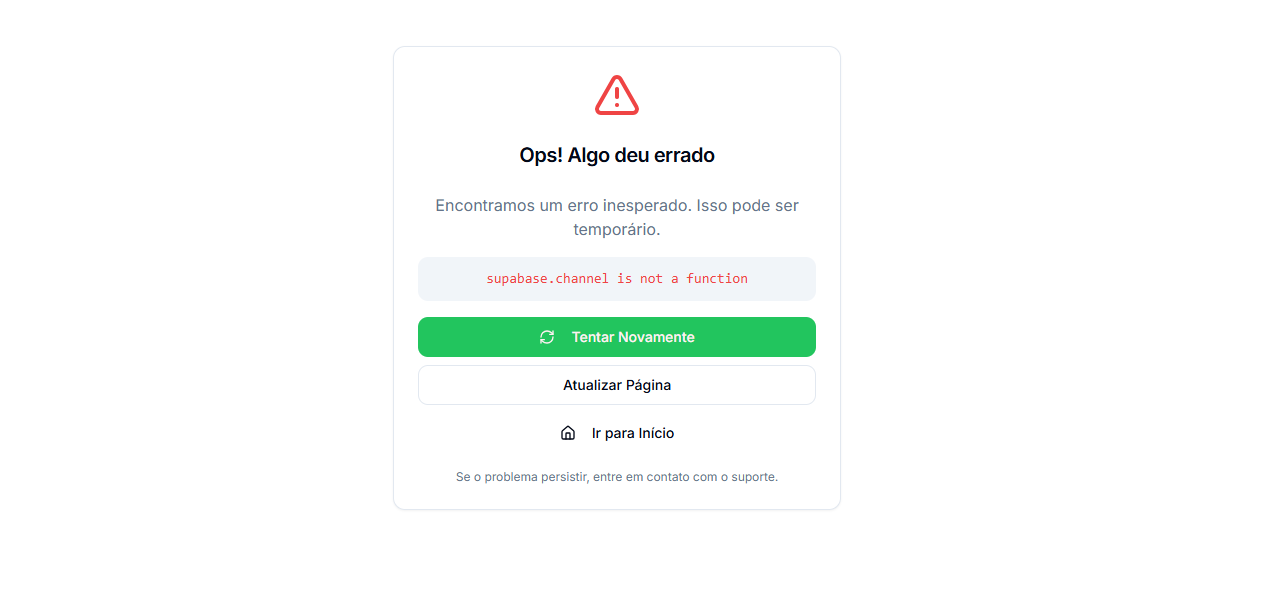 Ops! Algo deu errado
Encontramos um erro inesperado. Isso pode ser
temporário.
supabase.channel is not a function
Tentar Novamente
Atualizar Página
Ir para Início
Se o problema persistir, entre em contato com o suporte.